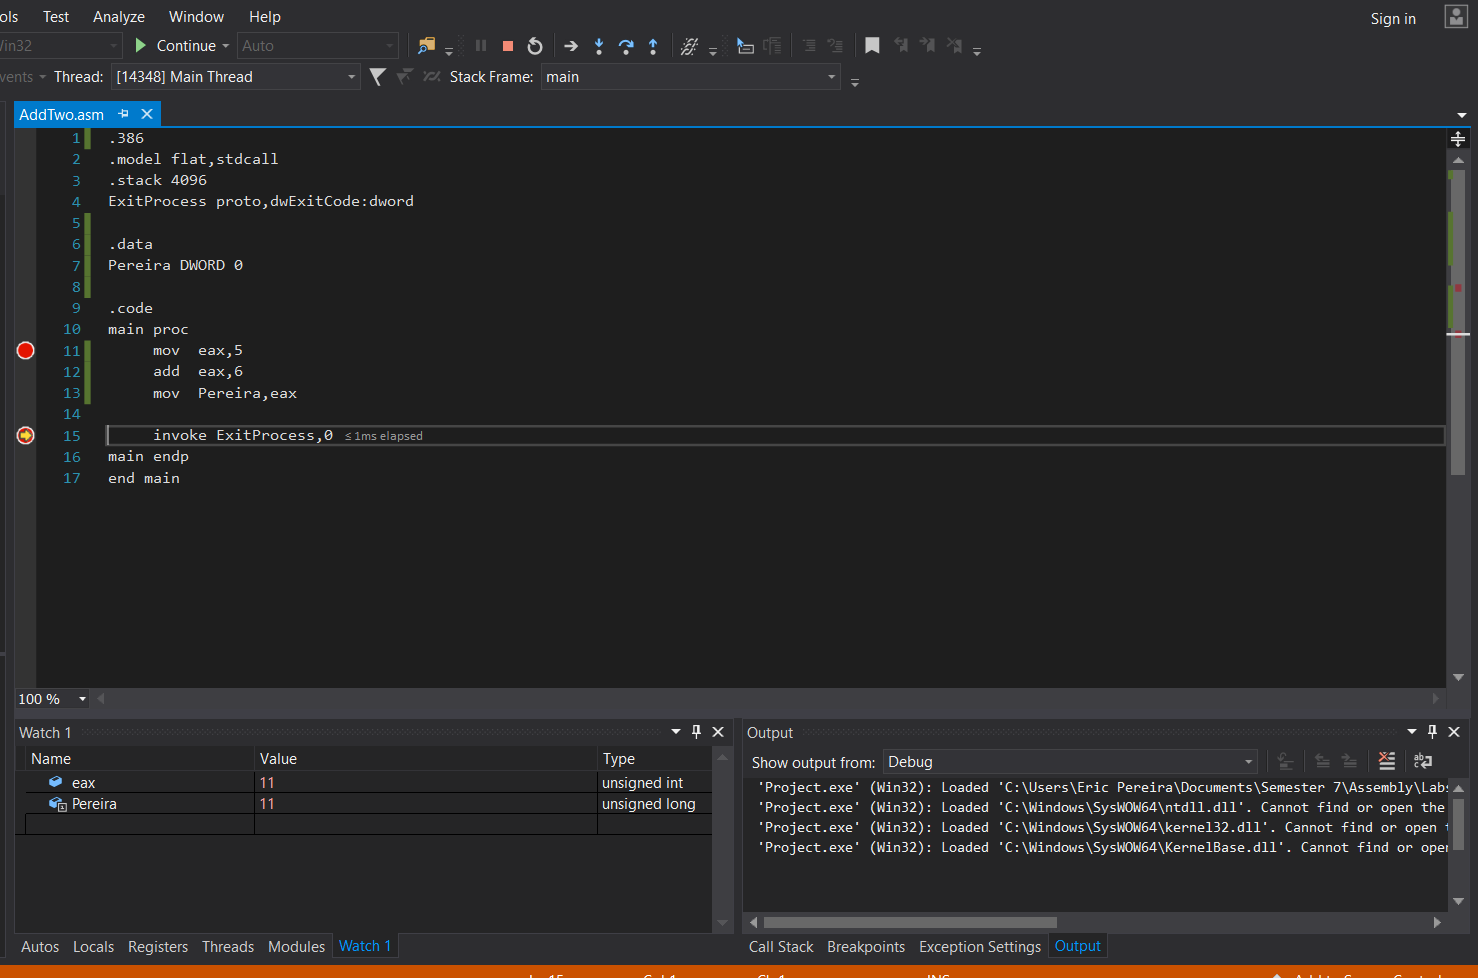 ols Test Analyze Window Help Sign in
Win32 Continue Auto
vents Thread: [14348] Main Thread Stack Frame: main
AddTwo.asm
1 .386
2 .model flat,stdcall
3 .stack 4096
4 ExitProcess proto,dwExitCode:dword
5
6 .data
7 Pereira DWORD 0
8
9 .code
10 main proc
11 mov eax,5
12 add eax,6
13 mov Pereira,eax
14
15 invoke ExitProcess,0 ≤ 1ms elapsed
16 main endp
17 end main
100 %
Watch 1
Name Value Type
eax 11 unsigned int
Pereira 11 unsigned long
Autos Locals Registers Threads Modules Watch 1
Output
Show output from: Debug
'Project.exe' (Win32): Loaded 'C:\Users\Eric Pereira\Documents\Semester 7\Assembly\Labs
'Project.exe' (Win32): Loaded 'C:\Windows\SysWOW64\ntdll.dll'. Cannot find or open the
'Project.exe' (Win32): Loaded 'C:\Windows\SysWOW64\kernel32.dll'. Cannot find or open
'Project.exe' (Win32): Loaded 'C:\Windows\SysWOW64\KernelBase.dll'. Cannot find or open
Call Stack Breakpoints Exception Settings Output